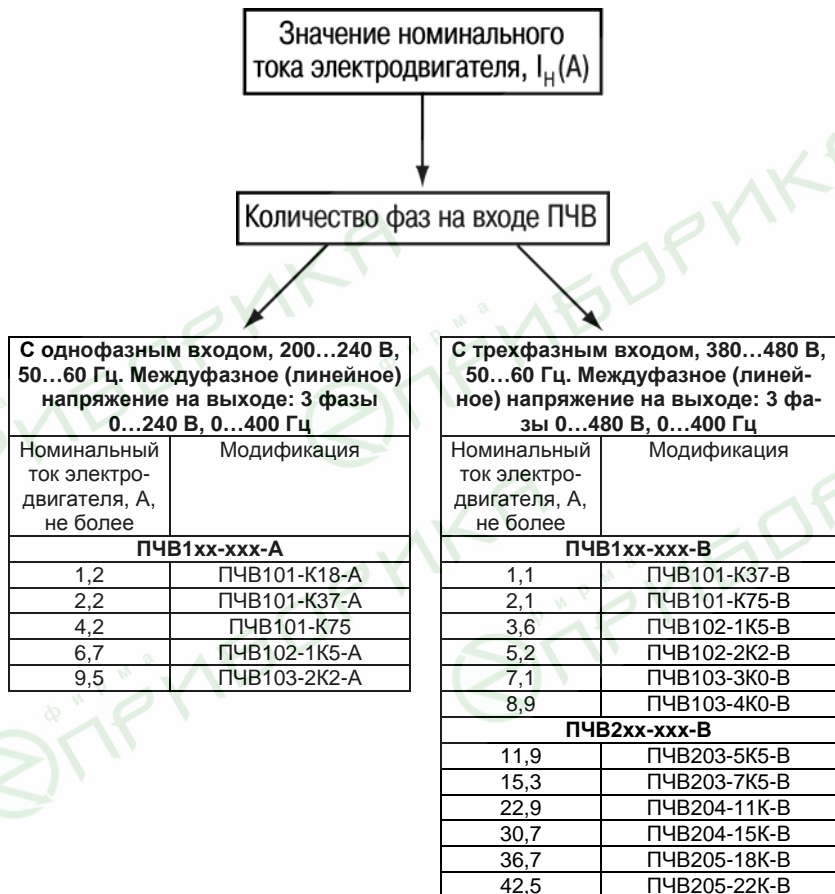 Значение номинального
тока электродвигателя, Iн(А)
Количество фаз на входе ПЧВ
С однофазным входом, 200…240 В,
50…60 Гц. Междуфазное (линейное)
напряжение на выходе: 3 фазы
0…240 В, 0…400 Гц
Номинальный
ток электро-
двигателя, А,
не более
Модификация
ПЧВ1хх-ххх-А
1,2 ПЧВ101-К18-А
2,2 ПЧВ101-К37-А
4,2 ПЧВ101-К75
6,7 ПЧВ102-1К5-А
9,5 ПЧВ103-2К2-А
С трехфазным входом, 380…480 В,
50…60 Гц. Междуфазное (линей-
ное) напряжение на выходе: 3 фа-
зы 0…480 В, 0…400 Гц
Номинальный
ток электро-
двигателя, А,
не более
Модификация
ПЧВ1хх-ххх-В
1,1 ПЧВ101-К37-В
2,1 ПЧВ101-К75-В
3,6 ПЧВ102-1К5-В
5,2 ПЧВ102-2К2-В
7,1 ПЧВ103-3К0-В
8,9 ПЧВ103-4К0-В
ПЧВ2хх-ххх-В
11,9 ПЧВ203-5К5-В
15,3 ПЧВ203-7К5-В
22,9 ПЧВ204-11К-В
30,7 ПЧВ204-15К-В
36,7 ПЧВ205-18К-В
42,5 ПЧВ205-22К-В
фирма
ПРИБОРИКА